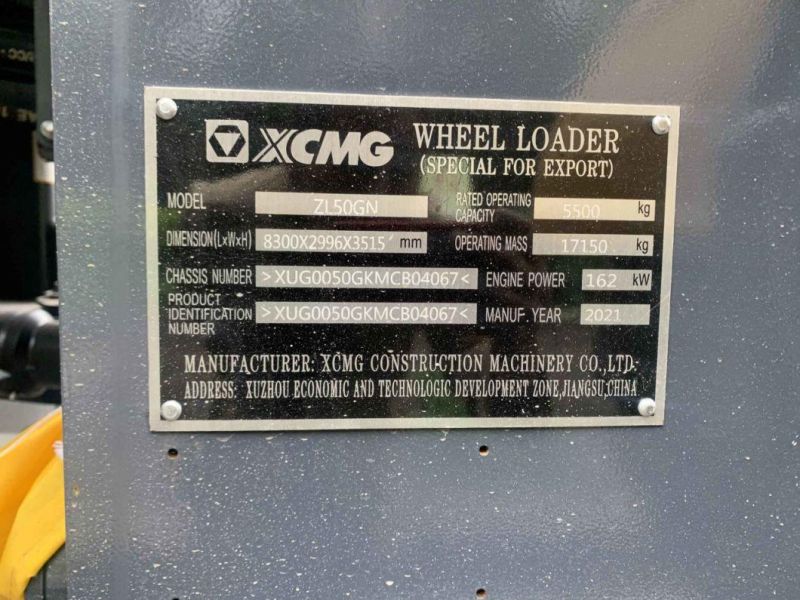 XCMG WHEEL LOADER
(SPECIAL FOR EXPORT)
MODEL ZL50GN
RATED OPERATING CAPACITY 5500 kg
DIMENSION(LxWxH) 8300X2996X3515 mm
OPERATING MASS 17150 kg
CHASSIS NUMBER >XUG0050GKMCB04067<
ENGINE POWER 162 kW
PRODUCT IDENTIFICATION NUMBER >XUG0050GKMCB04067<
MANUF. YEAR 2021
MANUFACTURER: XCMG CONSTRUCTION MACHINERY CO.,LTD.
ADDRESS: XUZHOU ECONOMIC AND TECHNOLOGIC DEVELOPMENT ZONE,JIANGSU,CHINA